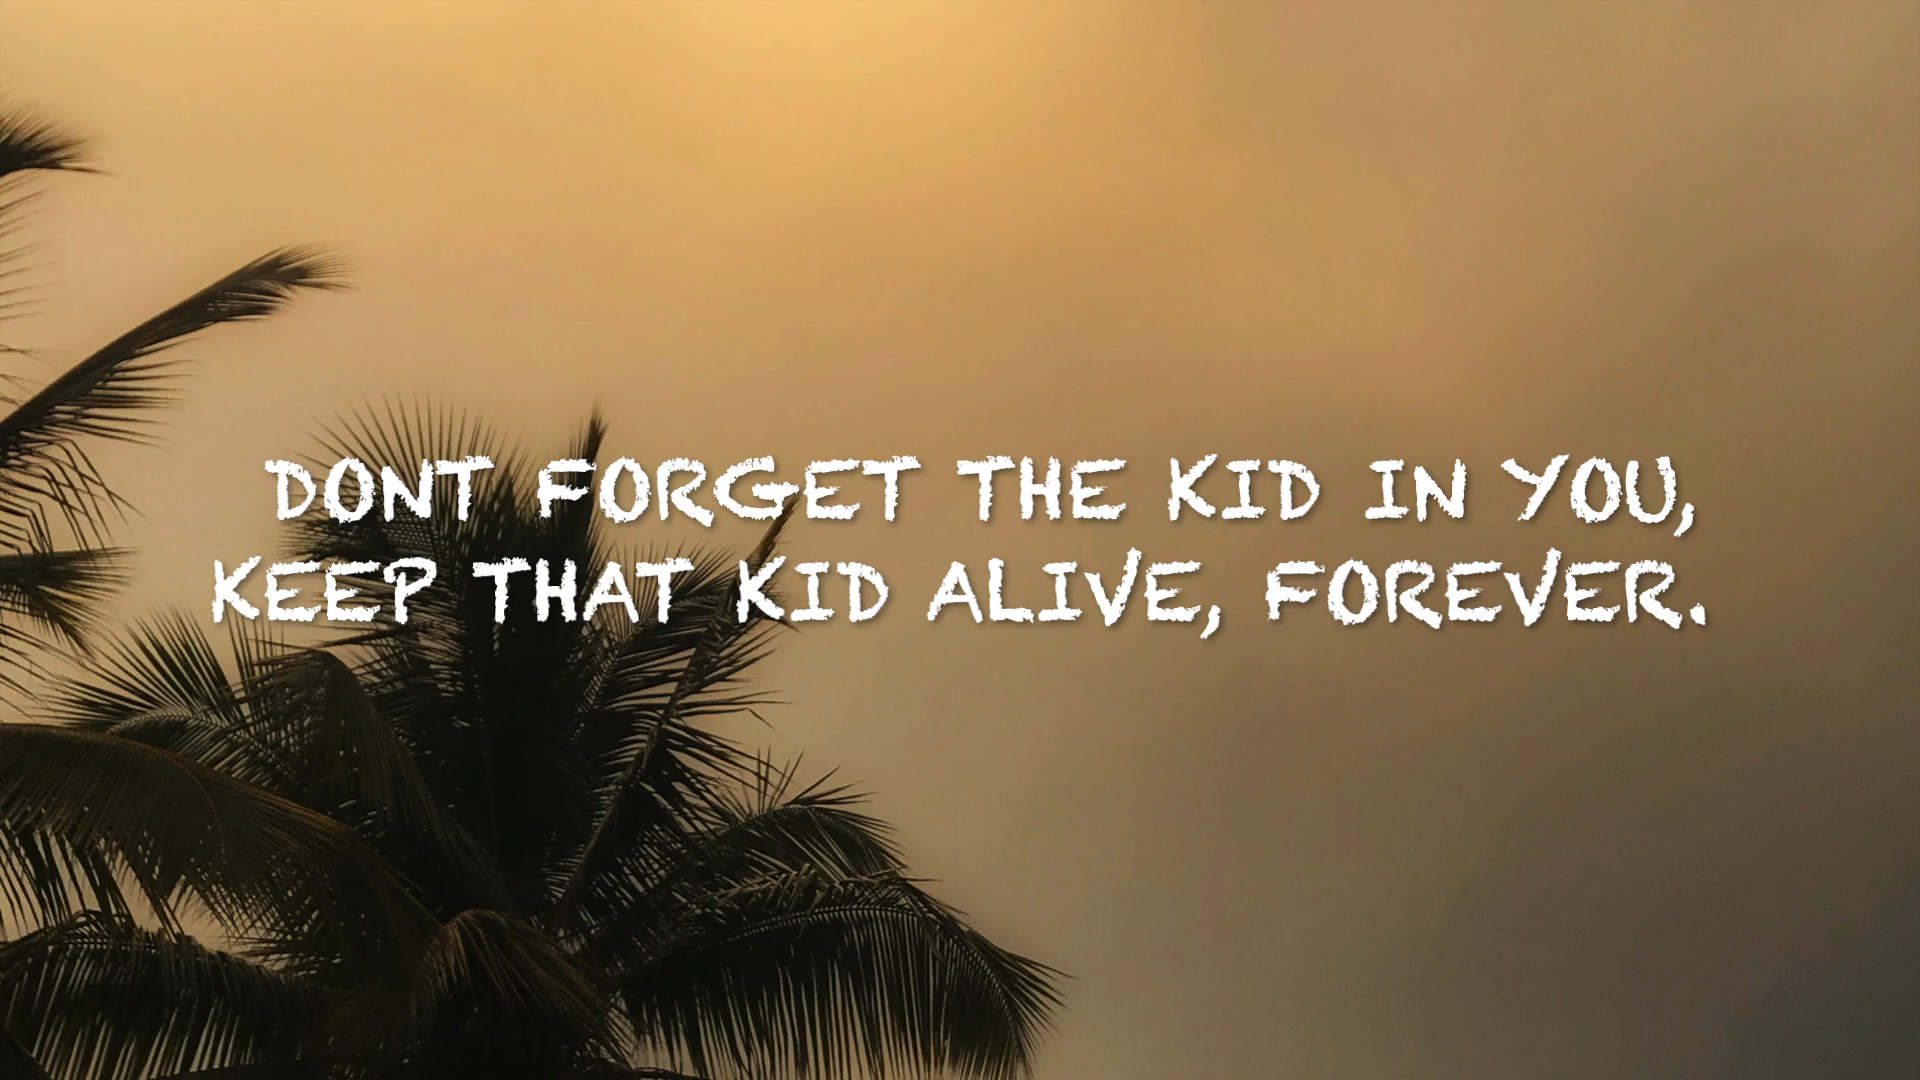 DONT FORGET THE KID IN YOU,
KEEP THAT KID ALIVE, FOREVER.